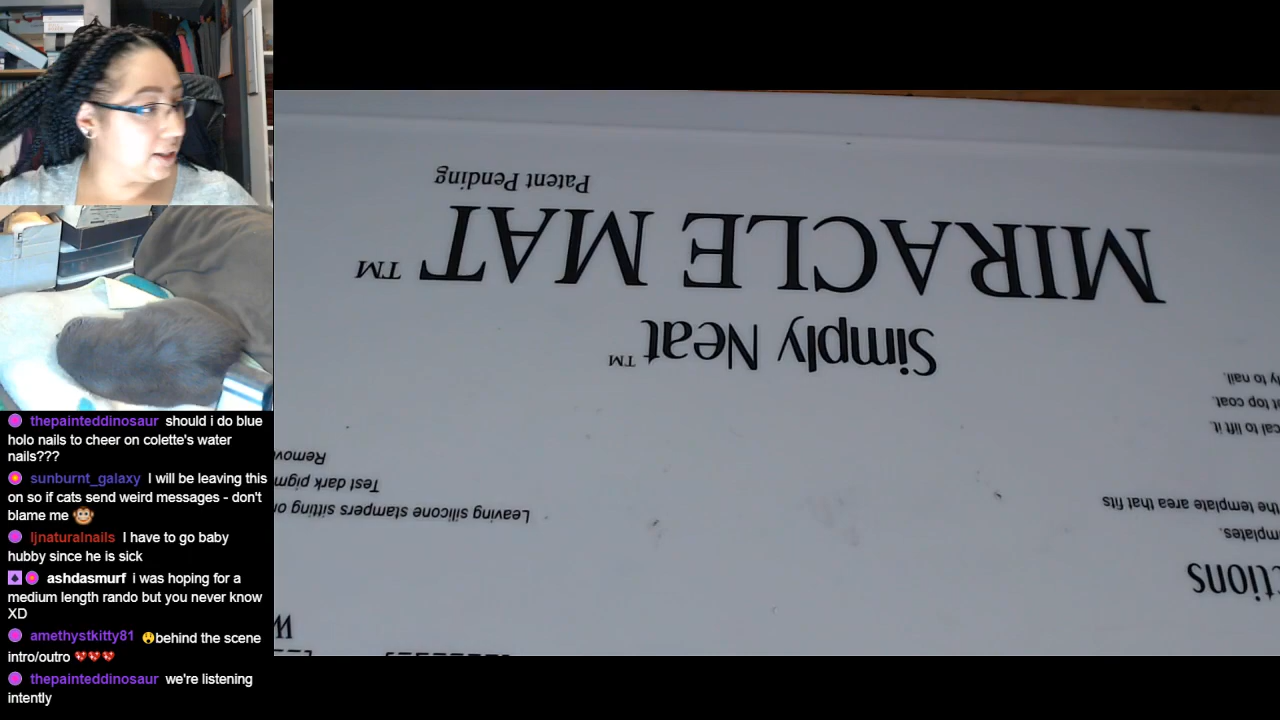 thepainteddinosaur should i do blue
holo nails to cheer on colette's water
nails???
sunburnt_galaxy I will be leaving this
on so if cats send weird messages - don't
blame me
ljnaturalnails I have to go baby
hubby since he is sick
ashdasmurf i was hoping for a
medium length rando but you never know
XD
amethystkitty81 behind the scene
intro/outro
thepainteddinosaur we're listening
intently
ctions
mplates.
the template area that fits
cal to lift it.
t top coat.
ly to nail.
W
Leaving silicone stampers sitting on
Test dark pigm
Remove
Simply Neat™
MIRACLE MAT™
Patent Pending